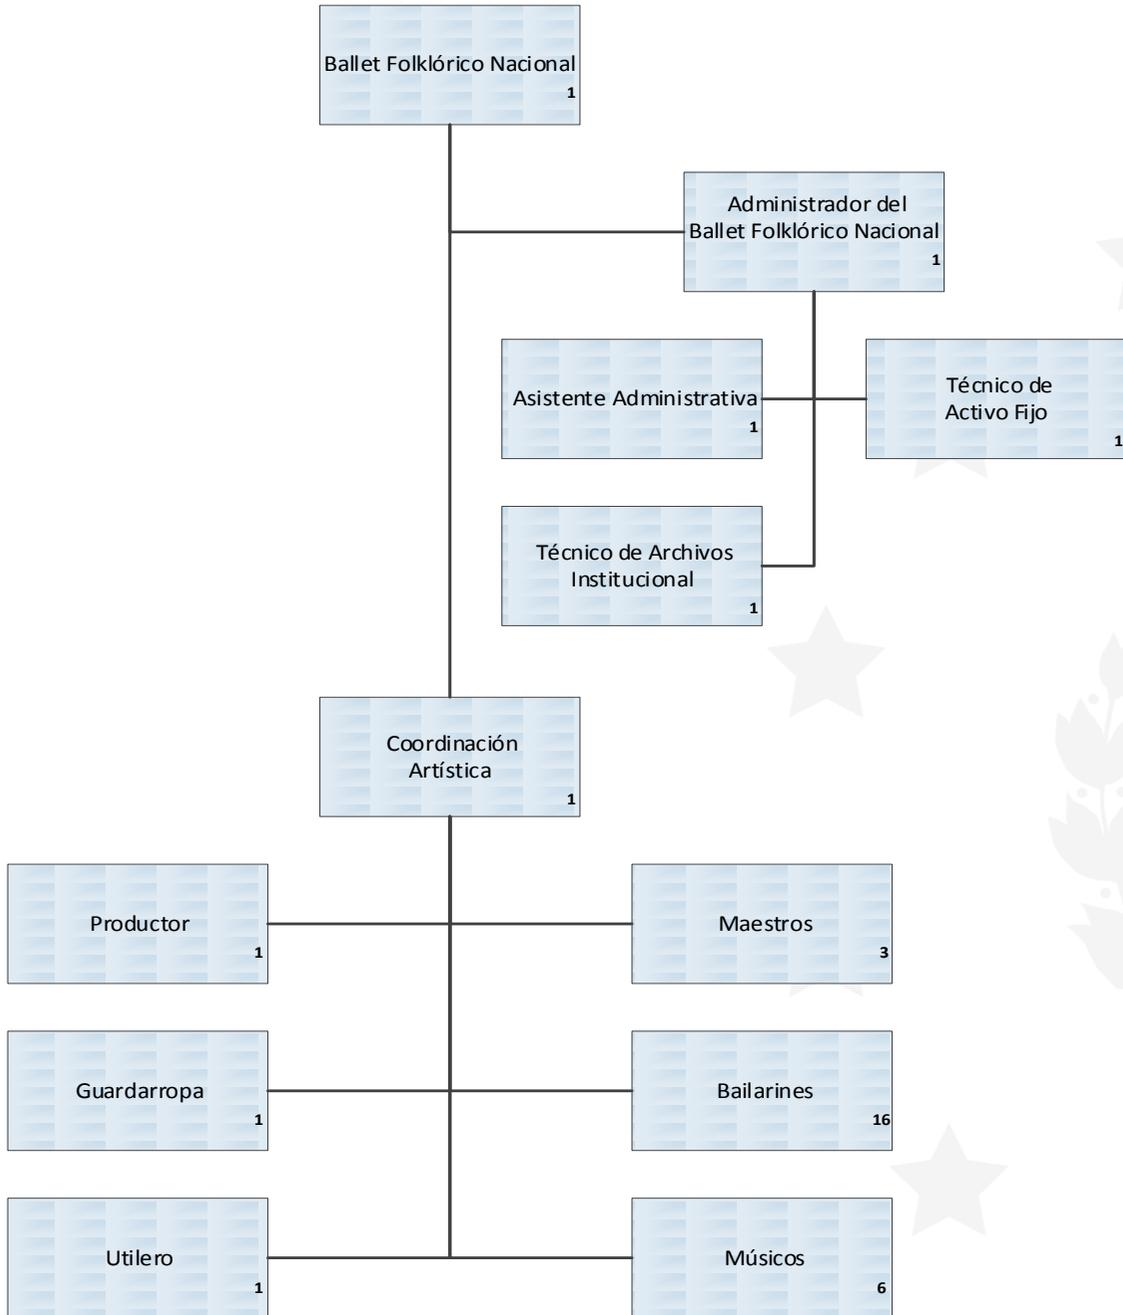 Ballet Folklórico Nacional
1
Administrador del
Ballet Folklórico Nacional
1
Asistente Administrativa
1
Técnico de
Activo Fijo
1
Técnico de Archivos
Institucional
1
Coordinación
Artística
1
Productor
1
Maestros
3
Guardarropa
1
Bailarines
16
Utilero
1
Músicos
6